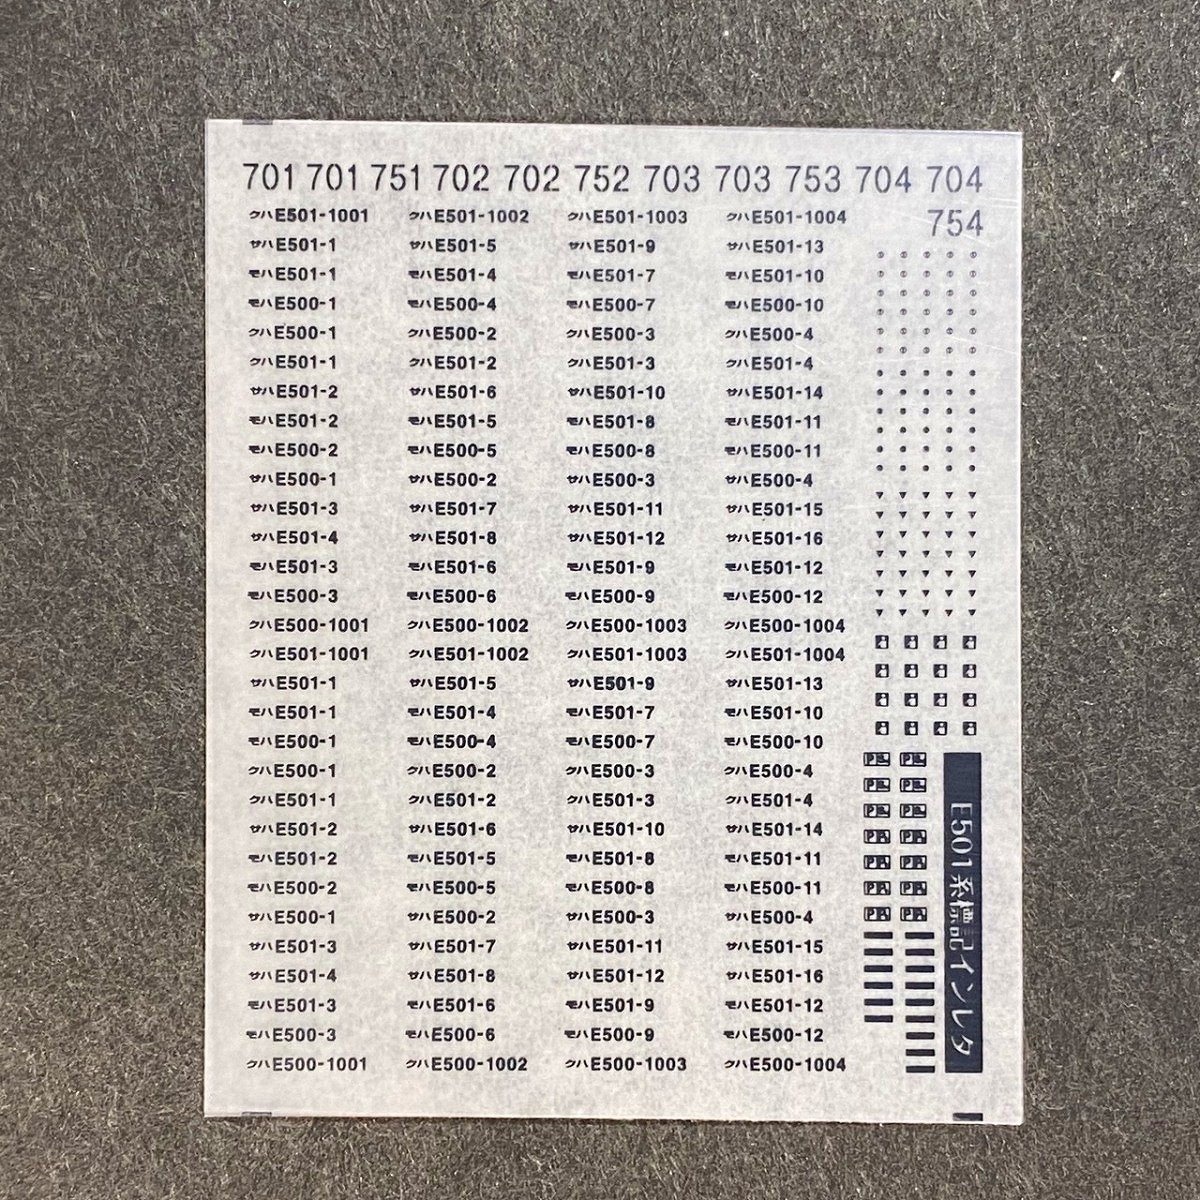 701 701 751 702 702 752 703 703 753 704 704
754
クハE501-1001 クハE501-1002 クハE501-1003 クハE501-1004
サハE501-1 サハE501-5 サハE501-9 サハE501-13
モハE501-1 モハE501-4 モハE501-7 モハE501-10
モハE500-1 モハE500-4 モハE500-7 モハE500-10
クハE500-1 クハE500-2 クハE500-3 クハE500-4
クハE501-1 クハE501-2 クハE501-3 クハE501-4
サハE501-2 サハE501-6 サハE501-10 サハE501-14
モハE501-2 モハE501-5 モハE501-8 モハE501-11
モハE500-2 モハE500-5 モハE500-8 モハE500-11
サハE500-1 サハE500-2 サハE500-3 サハE500-4
サハE501-3 サハE501-7 サハE501-11 サハE501-15
サハE501-4 サハE501-8 サハE501-12 サハE501-16
モハE501-3 モハE501-6 モハE501-9 モハE501-12
モハE500-3 モハE500-6 モハE500-9 モハE500-12
クハE500-1001 クハE500-1002 クハE500-1003 クハE500-1004
クハE501-1001 クハE501-1002 クハE501-1003 クハE501-1004
サハE501-1 サハE501-5 サハE501-9 サハE501-13
モハE501-1 モハE501-4 モハE501-7 モハE501-10
モハE500-1 モハE500-4 モハE500-7 モハE500-10
クハE500-1 クハE500-2 クハE500-3 クハE500-4
クハE501-1 クハE501-2 クハE501-3 クハE501-4
サハE501-2 サハE501-6 サハE501-10 サハE501-14
モハE501-2 モハE501-5 モハE501-8 モハE501-11
モハE500-2 モハE500-5 モハE500-8 モハE500-11
サハE500-1 サハE500-2 サハE500-3 サハE500-4
サハE501-3 サハE501-7 サハE501-11 サハE501-15
サハE501-4 サハE501-8 サハE501-12 サハE501-16
モハE501-3 モハE501-6 モハE501-9 モハE501-12
モハE500-3 モハE500-6 モハE500-9 モハE500-12
クハE500-1001 クハE500-1002 クハE500-1003 クハE500-1004
E501系標記インレタ